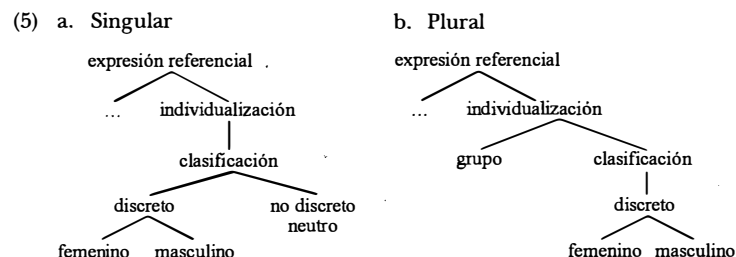 (5) a. Singular b. Plural
expresión referencial expresión referencial
... individualización ... individualización
clasificación grupo clasificación
discreto no discreto discreto
neutro
femenino masculino femenino masculino